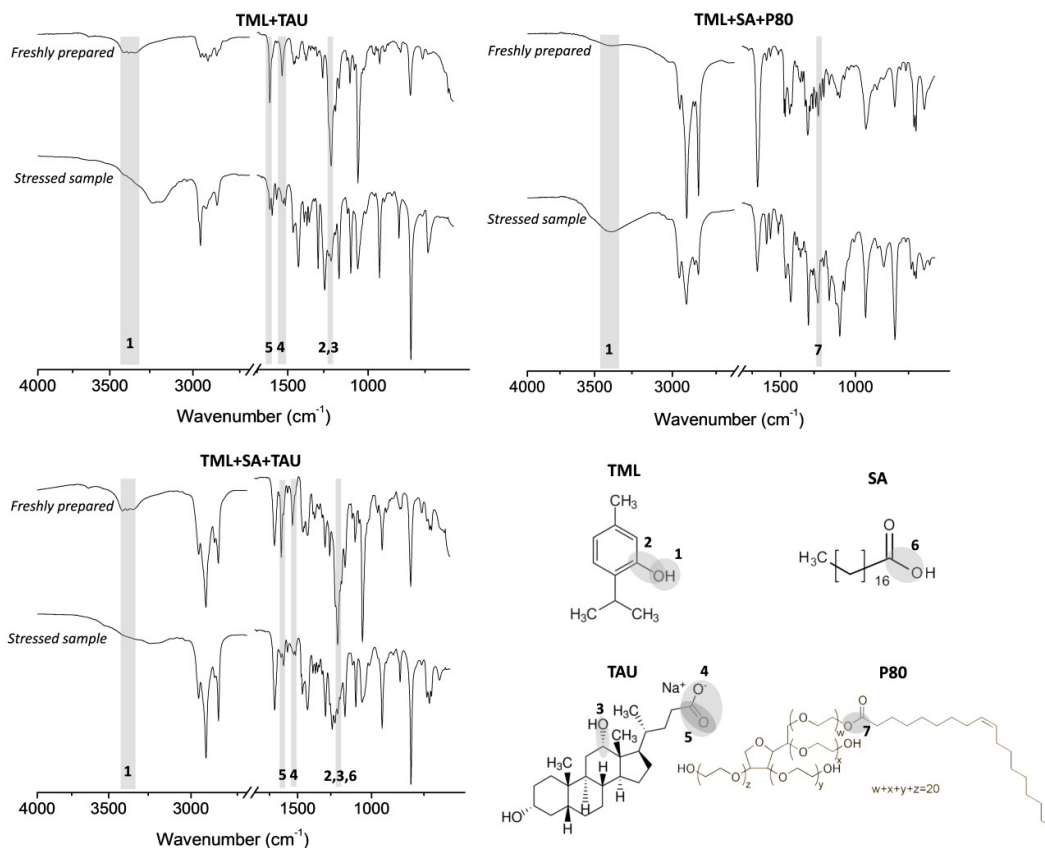 TML+TAU
Freshly prepared
Stressed sample
1
5 4
2,3
4000 3500 3000 1500 1000
Wavenumber (cm⁻¹)
TML+SA+P80
Freshly prepared
Stressed sample
1
7
4000 3500 3000 1500 1000
Wavenumber (cm⁻¹)
TML+SA+TAU
Freshly prepared
Stressed sample
1
5 4
2,3,6
4000 3500 3000 1500 1000
Wavenumber (cm⁻¹)
TML
CH₃
2
1
OH
H₃C CH₃
SA
O
6
H₃C
16
OH
TAU
4
Na⁺
O⁻
3
HO
H₃C
O
5
CH₃
CH₃
H
H
H
H
HO
H
P80
O
O
w
O
7
O
O
OH
x
HO
O
z
O
OH
y
w+x+y+z=20